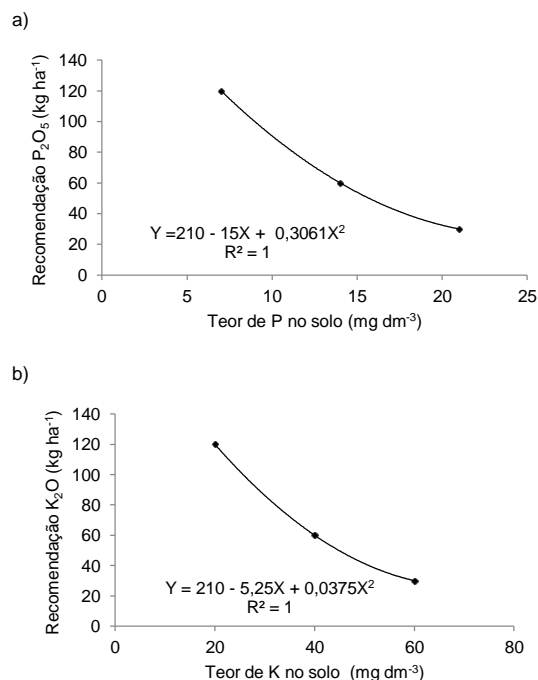 a)
Recomendação P₂O₅ (kg ha⁻¹)
140
120
100
80
60
40
20
0
Y =210 - 15X + 0,3061X²
R² = 1
0 5 10 15 20 25
Teor de P no solo (mg dm⁻³)
b)
Recomendação K₂O (kg ha⁻¹)
140
120
100
80
60
40
20
0
Y = 210 - 5,25X + 0,0375X²
R² = 1
0 20 40 60 80
Teor de K no solo (mg dm⁻³)